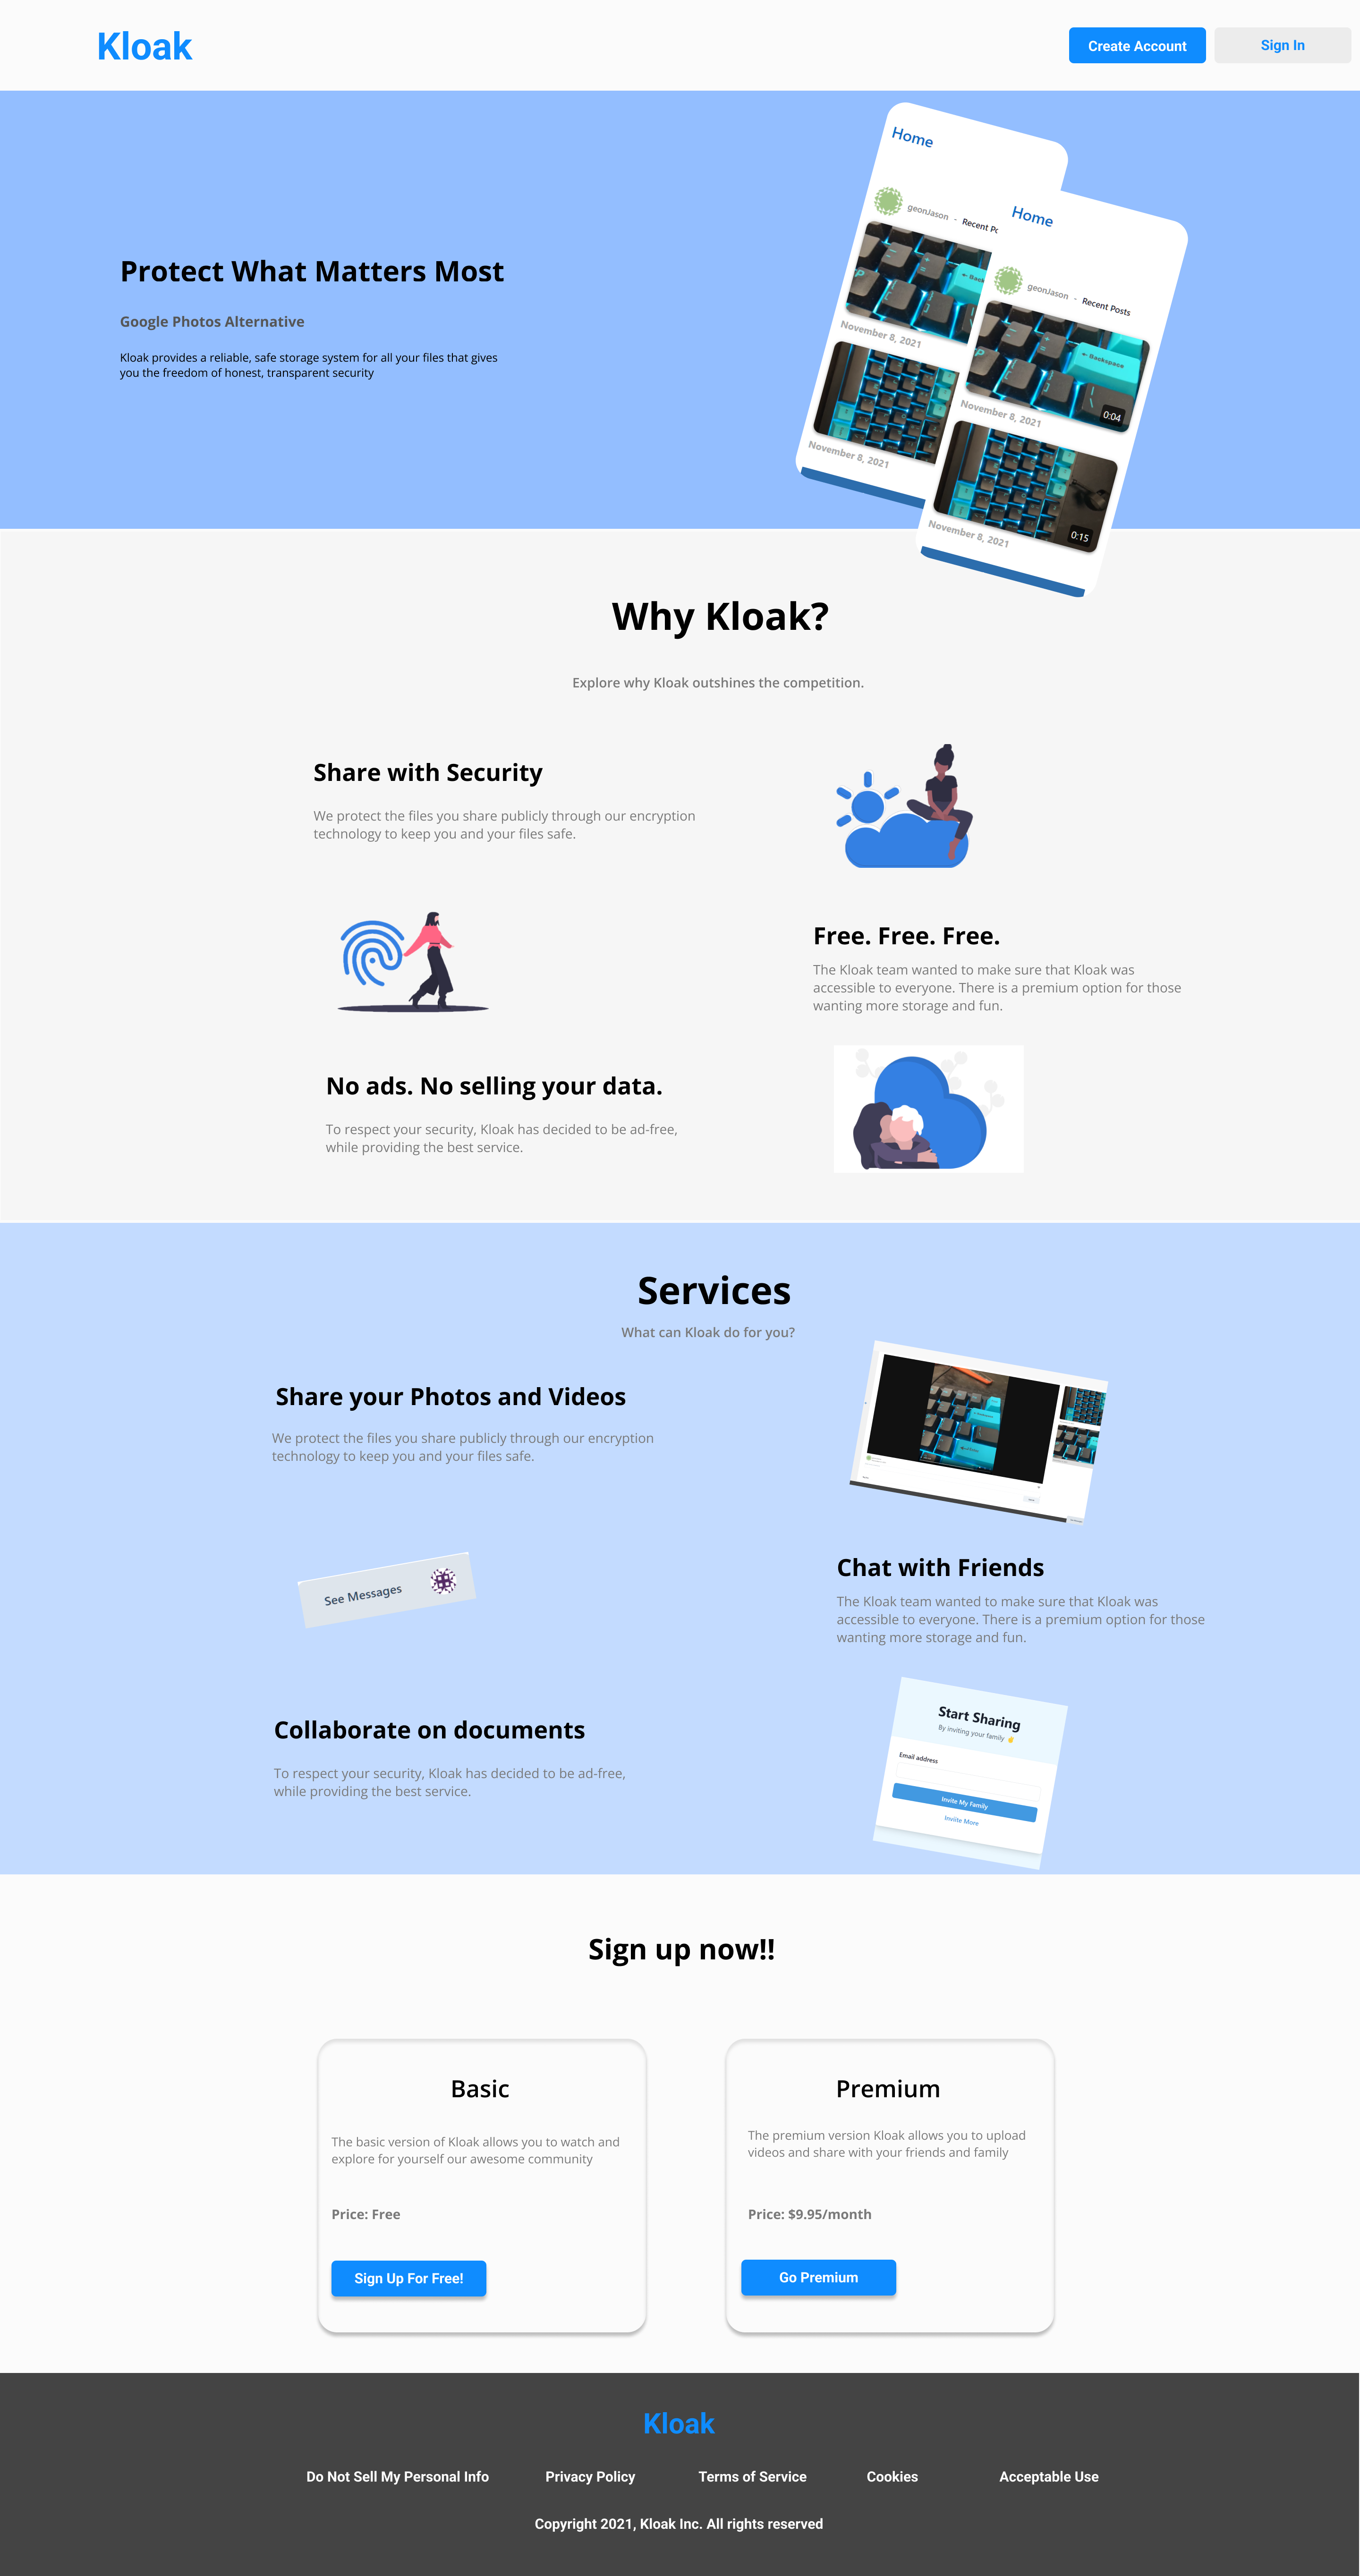 Kloak
Create Account
Sign In
Home
geonJason - Recent
November 8, 2021
November 8, 2021
Home
geonJason - Recent Posts
← Backspace
0:04
November 8, 2021
0:15
November 8, 2021
Protect What Matters Most
Google Photos Alternative
Kloak provides a reliable, safe storage system for all your files that gives
you the freedom of honest, transparent security
Why Kloak?
Explore why Kloak outshines the competition.
Share with Security
We protect the files you share publicly through our encryption
technology to keep you and your files safe.
Free. Free. Free.
The Kloak team wanted to make sure that Kloak was
accessible to everyone. There is a premium option for those
wanting more storage and fun.
No ads. No selling your data.
To respect your security, Kloak has decided to be ad-free,
while providing the best service.
Services
What can Kloak do for you?
Share your Photos and Videos
We protect the files you share publicly through our encryption
technology to keep you and your files safe.
See Messages
Chat with Friends
The Kloak team wanted to make sure that Kloak was
accessible to everyone. There is a premium option for those
wanting more storage and fun.
Collaborate on documents
To respect your security, Kloak has decided to be ad-free,
while providing the best service.
Start Sharing
By inviting your family 👋
Email address
Invite My Family
Invite More
Sign up now!!
Basic
The basic version of Kloak allows you to watch and
explore for yourself our awesome community
Price: Free
Sign Up For Free!
Premium
The premium version Kloak allows you to upload
videos and share with your friends and family
Price: $9.95/month
Go Premium
Kloak
Do Not Sell My Personal Info
Privacy Policy
Terms of Service
Cookies
Acceptable Use
Copyright 2021, Kloak Inc. All rights reserved